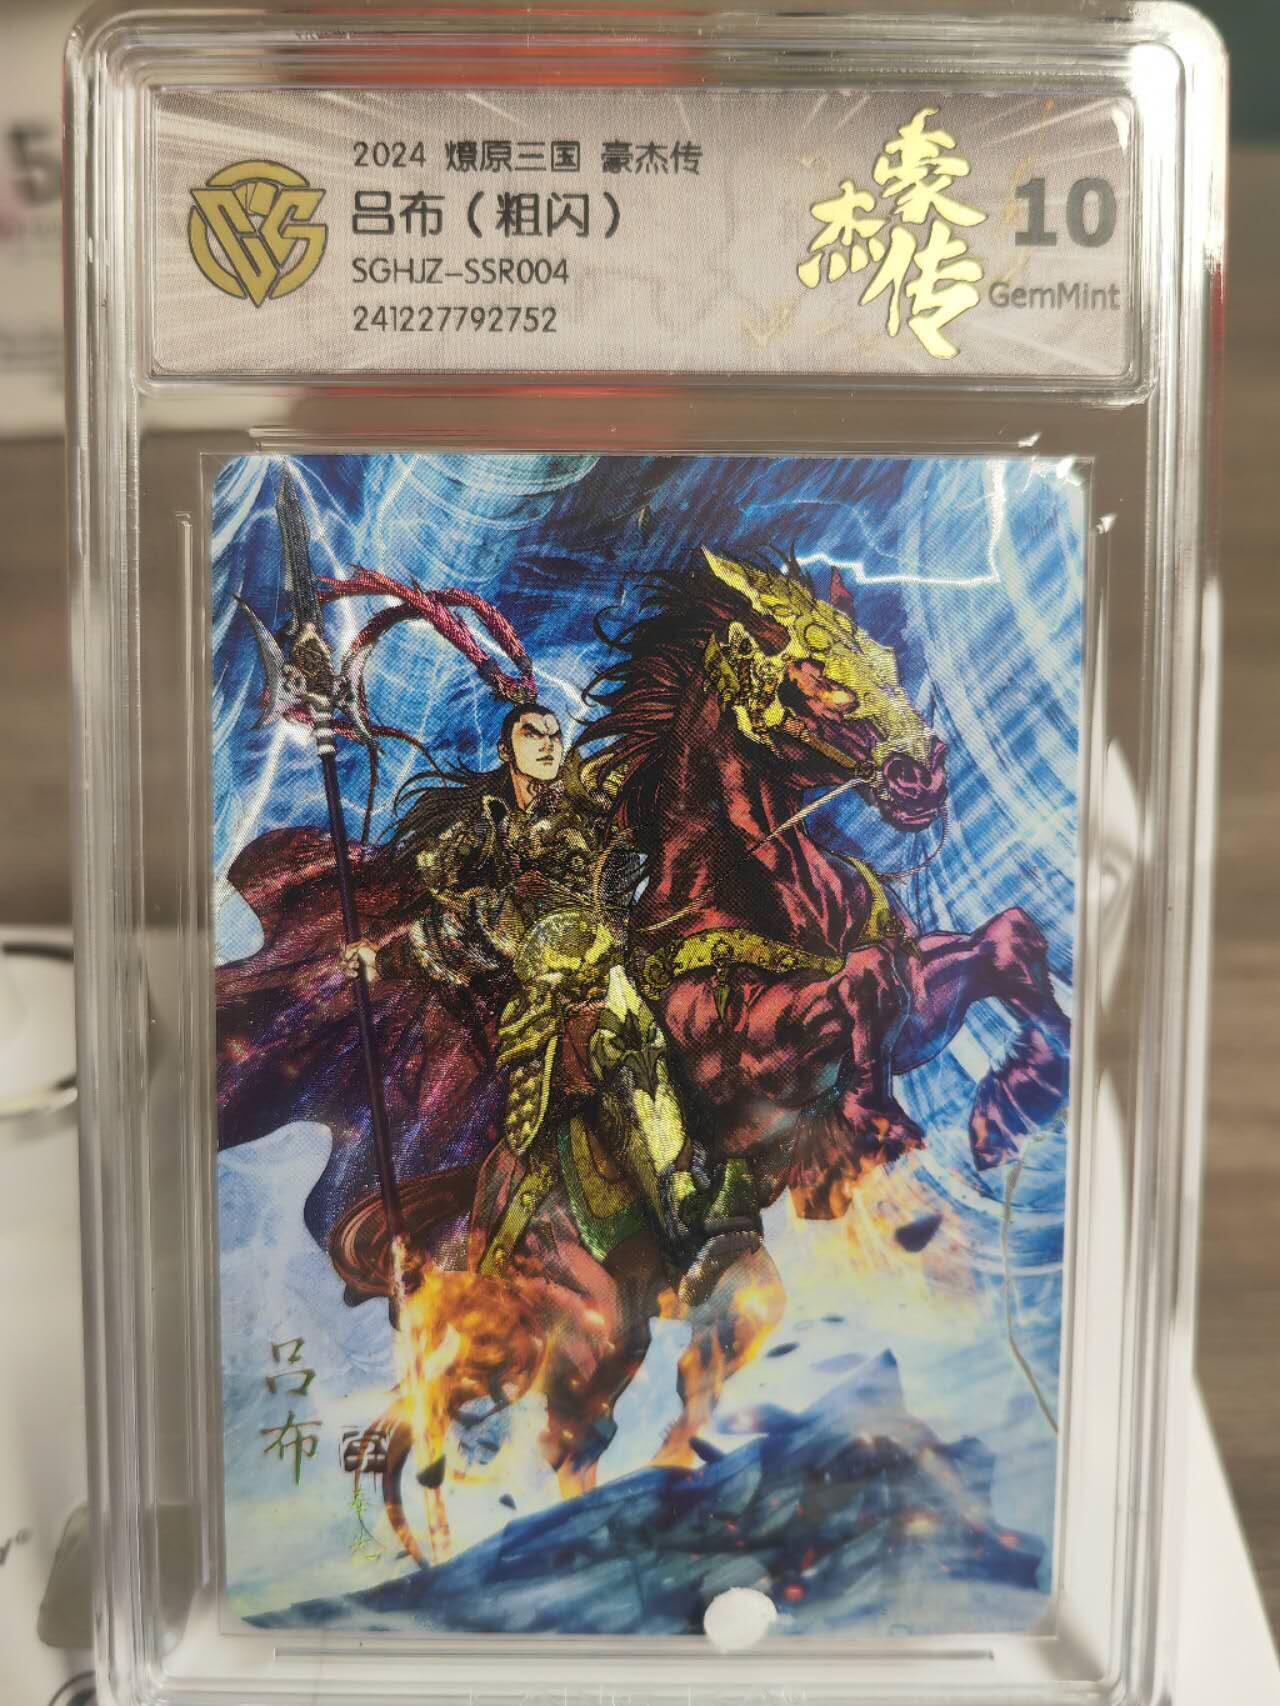 2024 燎原三国 豪杰传
吕布（粗闪）
SGHJZ-SSR004
241227792752
豪杰传
10
GemMint
5
吕布